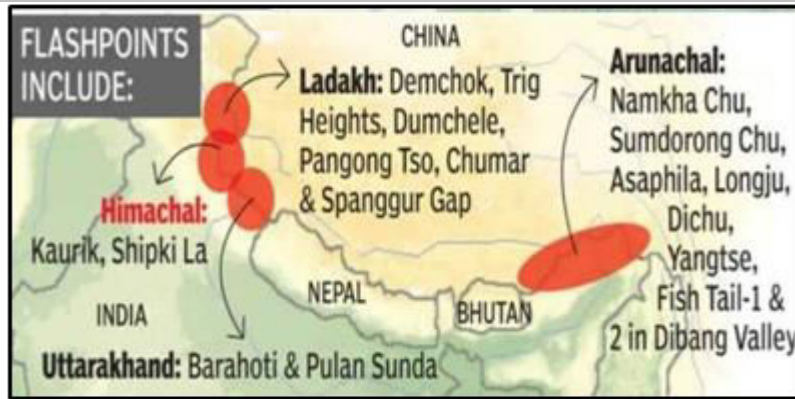 FLASHPOINTS
INCLUDE:
CHINA
Ladakh: Demchok, Trig
Heights, Dumchele,
Pangong Tso, Chumar
& Spanggur Gap
Arunachal:
Namkha Chu,
Sumdorong Chu,
Asaphila, Longju,
Dichu,
Yangtse,
Fish Tail-1 &
2 in Dibang Valley
Himachal:
Kaurik, Shipki La
NEPAL
BHUTAN
INDIA
Uttarakhand: Barahoti & Pulan Sunda